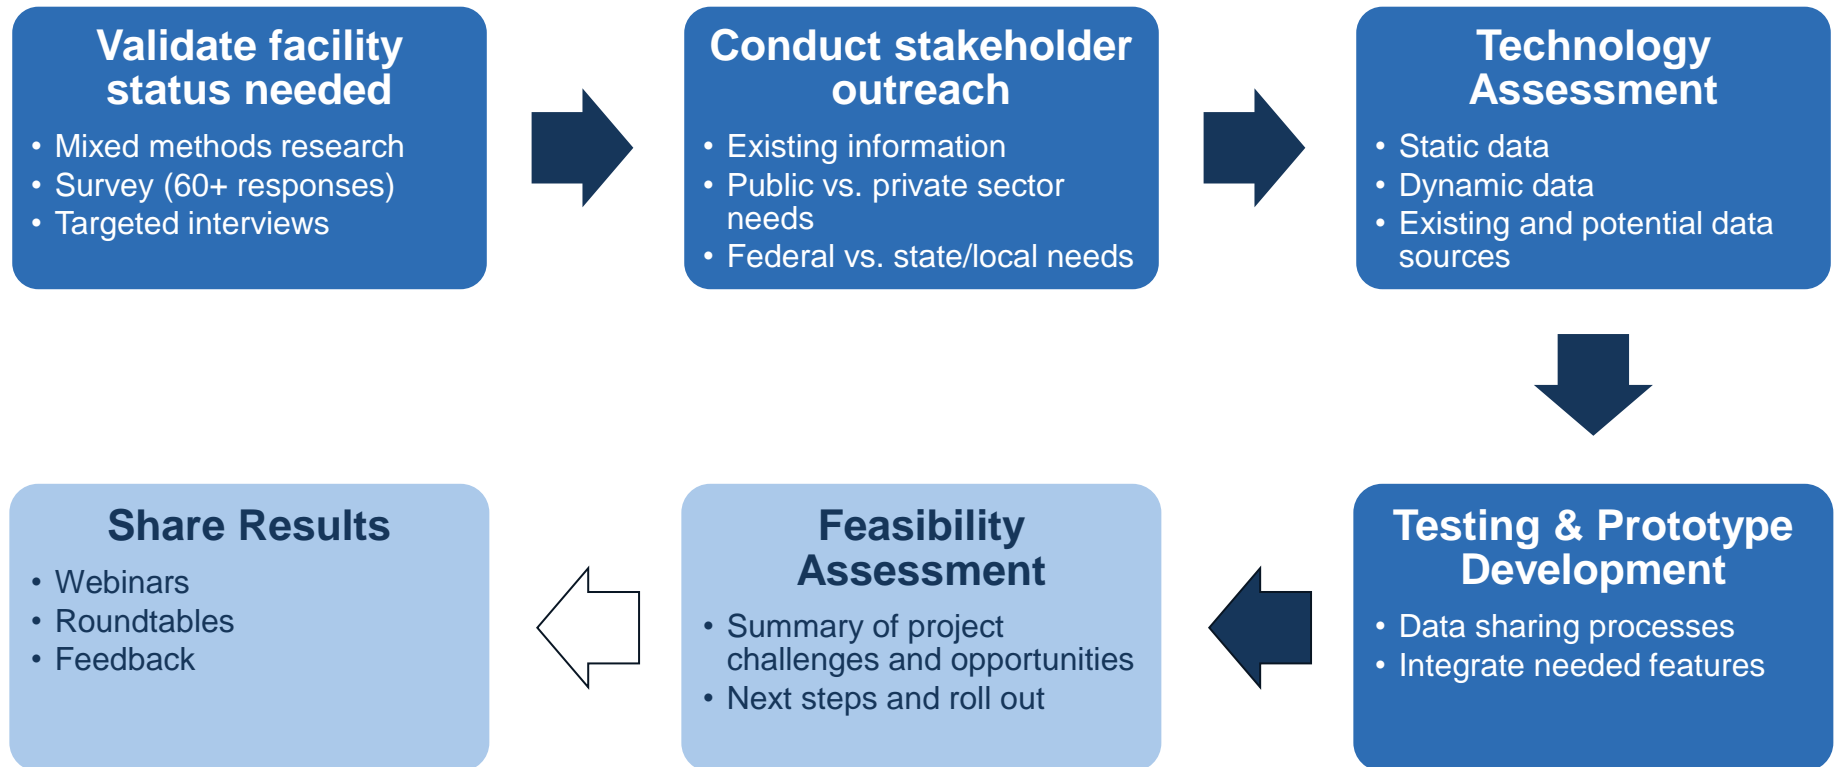 Validate facility
status needed
• Mixed methods research
• Survey (60+ responses)
• Targeted interviews
Conduct stakeholder
outreach
• Existing information
• Public vs. private sector
needs
• Federal vs. state/local needs
Technology
Assessment
• Static data
• Dynamic data
• Existing and potential data
sources
Testing & Prototype
Development
• Data sharing processes
• Integrate needed features
Feasibility
Assessment
• Summary of project
challenges and opportunities
• Next steps and roll out
Share Results
• Webinars
• Roundtables
• Feedback